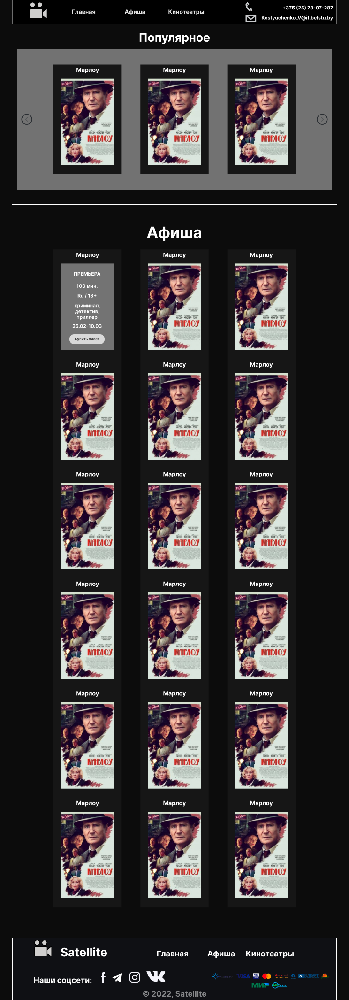 Главная
Афиша
Кинотеатры
+375 (25) 73-07-287
Kostyuchenko_V@it.belstu.by
Популярное
Марлоу
Марлоу
Марлоу
МАРЛОУ
МАРЛОУ
МАРЛОУ
Афиша
Марлоу
Марлоу
Марлоу
ПРЕМЬЕРА
100 мин.
Ru / 18+
криминал,
детектив,
триллер
25.02-10.03
Купить билет
МАРЛОУ
МАРЛОУ
Марлоу
Марлоу
Марлоу
МАРЛОУ
МАРЛОУ
МАРЛОУ
Марлоу
Марлоу
Марлоу
МАРЛОУ
МАРЛОУ
МАРЛОУ
Марлоу
Марлоу
Марлоу
МАРЛОУ
МАРЛОУ
МАРЛОУ
Марлоу
Марлоу
Марлоу
МАРЛОУ
МАРЛОУ
МАРЛОУ
Марлоу
Марлоу
Марлоу
МАРЛОУ
МАРЛОУ
МАРЛОУ
Satellite
Главная
Афиша
Кинотеатры
Наши соцсети:
VISA
БЕЛКАРТ
МИР
© 2022, Satellite